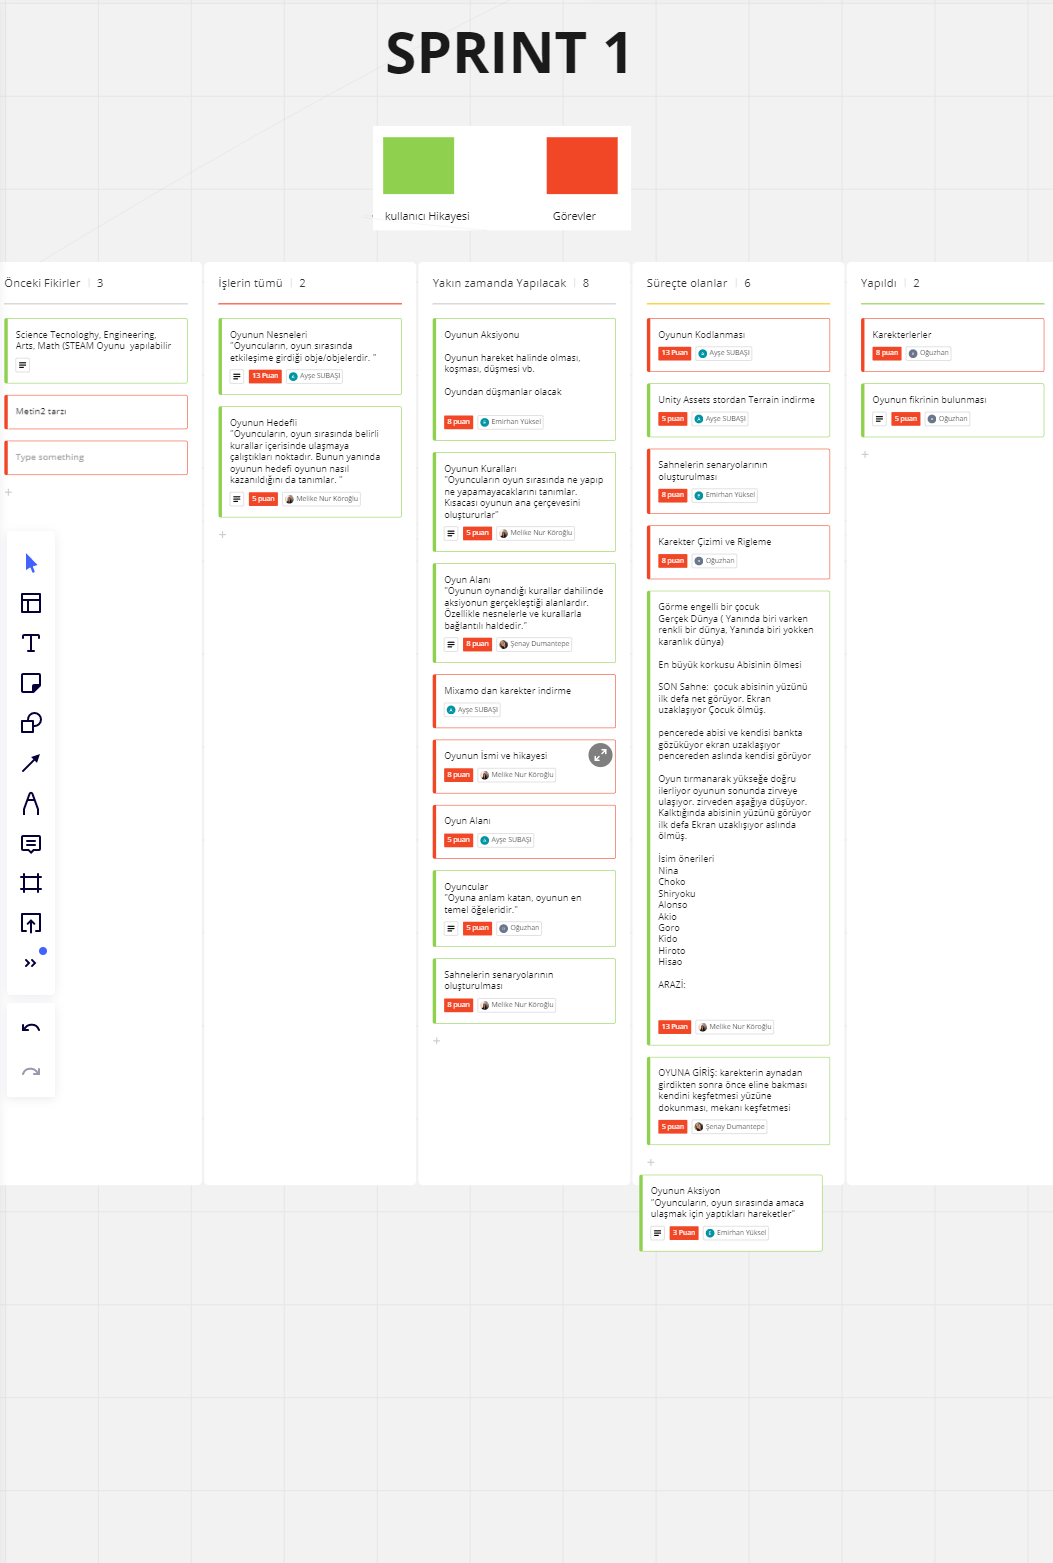 SPRINT 1
kullanıcı Hikayesi
Görevler
Önceki Fikirler | 3
Science Tecnologhy, Engineering,
Arts, Math (STEAM Oyunu yapılabilir
Metin2 tarzı
Type something
İşlerin tümü | 2
Oyunun Nesneleri
"Oyuncuların, oyun sırasında
etkileşime girdiği obje/objelerdir. "
13 Puan
Ayşe SUBAŞI
Oyunun Hedefli
"Oyuncuların, oyun sırasında belirli
kurallar içerisinde ulaşmaya
çalıştıkları noktadır. Bunun yanında
oyunun hedefi oyunun nasıl
kazanıldığını da tanımlar. "
5 puan
Melike Nur Köroğlu
Yakın zamanda Yapılacak | 8
Oyunun Aksiyonu
Oyunun hareket halinde olması,
koşması, düşmesi vb.
Oyundan düşmanlar olacak
8 puan
Emirhan Yüksel
Oyunun Kuralları
"Oyuncuların oyun sırasında ne yapıp
ne yapamayacaklarını tanımlar.
Kısacası oyunun ana çerçevesini
oluştururlar"
5 puan
Melike Nur Köroğlu
Oyun Alanı
"Oyunun oynandığı kurallar dahilinde
aksiyonun gerçekleştiği alanlardır.
Özellikle nesnelerle ve kurallarla
bağlantılı haldedir."
8 puan
Şenay Dumantepe
Mixamo dan karekter indirme
Ayşe SUBAŞI
Oyunun İsmi ve hikayesi
8 puan
Melike Nur Köroğlu
Oyun Alanı
5 puan
Ayşe SUBAŞI
Oyuncular
"Oyuna anlam katan, oyunun en
temel öğeleridir."
5 puan
Oğuzhan
Sahnelerin senaryolarının
oluşturulması
8 puan
Melike Nur Köroğlu
Süreçte olanlar | 6
Oyunun Kodlanması
13 Puan
Ayşe SUBAŞI
Unity Assets stordan Terrain indirme
5 puan
Ayşe SUBAŞI
Sahnelerin senaryolarının
oluşturulması
8 puan
Emirhan Yüksel
Karekter Çizimi ve Rigleme
8 puan
Oğuzhan
Görme engelli bir çocuk
Gerçek Dünya ( Yanında biri varken
renkli bir dünya, Yanında biri yokken
karanlık dünya)
En büyük korkusu Abisinin ölmesi
SON Sahne: çocuk abisinin yüzünü
ilk defa net görüyor. Ekran
uzaklaşıyor Çocuk ölmüş.
pencerede abisi ve kendisi bankta
gözüküyor ekran uzaklaşıyor
pencereden aslında kendisi görüyor
Oyun tırmanarak yükseğe doğru
ilerliyor oyunun sonunda zirveye
ulaşıyor. zirveden aşağıya düşüyor.
Kalktığında abisinin yüzünü görüyor
ilk defa Ekran uzaklışıyor aslında
ölmüş.
İsim önerileri
Nina
Choko
Shiryoku
Alonso
Akio
Goro
Kido
Hiroto
Hisao
ARAZİ:
13 Puan
Melike Nur Köroğlu
OYUNA GİRİŞ: karekterin aynadan
girdikten sonra önce eline bakması
kendini keşfetmesi yüzüne
dokunması, mekanı keşfetmesi
5 puan
Şenay Dumantepe
Oyunun Aksiyon
"Oyuncuların, oyun sırasında amaca
ulaşmak için yaptıkları hareketler"
3 Puan
Emirhan Yüksel
Yapıldı | 2
Karekterlerler
8 puan
Oğuzhan
Oyunun fikrinin bulunması
5 puan
Oğuzhan